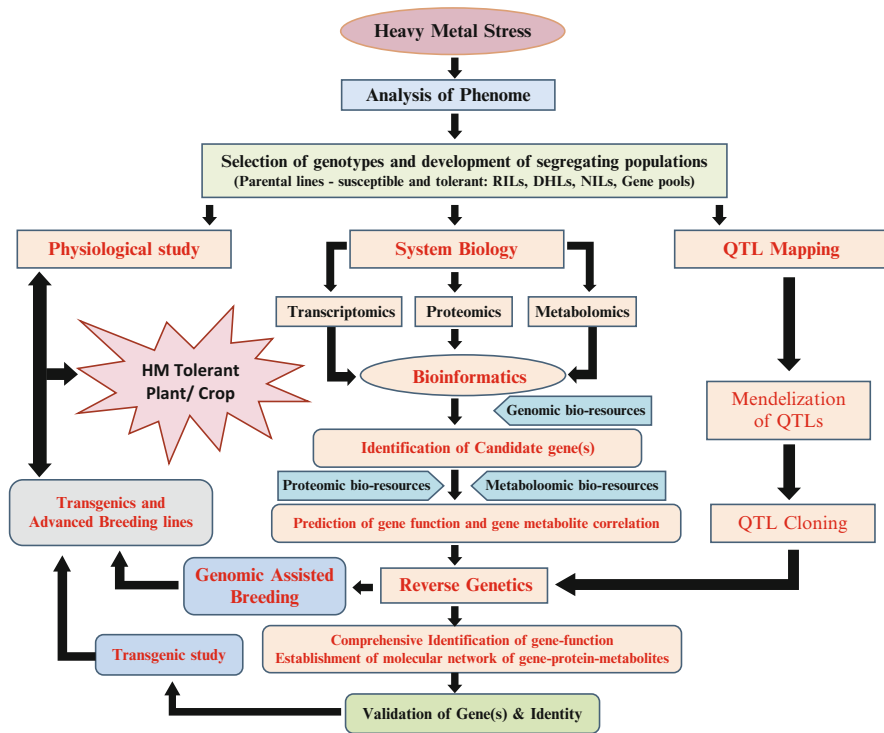 Heavy Metal Stress
Analysis of Phenome
Selection of genotypes and development of segregating populations
(Parental lines - susceptible and tolerant: RILs, DHLs, NILs, Gene pools)
Physiological study
System Biology
QTL Mapping
Transcriptomics
Proteomics
Metabolomics
HM Tolerant
Plant/ Crop
Bioinformatics
Genomic bio-resources
Mendelization
of QTLs
Identification of Candidate gene(s)
Proteomic bio-resources
Metaboloomic bio-resources
Transgenics and
Advanced Breeding lines
Prediction of gene function and gene metabolite correlation
QTL Cloning
Genomic Assisted
Breeding
Reverse Genetics
Comprehensive Identification of gene-function
Establishment of molecular network of gene-protein-metabolites
Transgenic study
Validation of Gene(s) & Identity